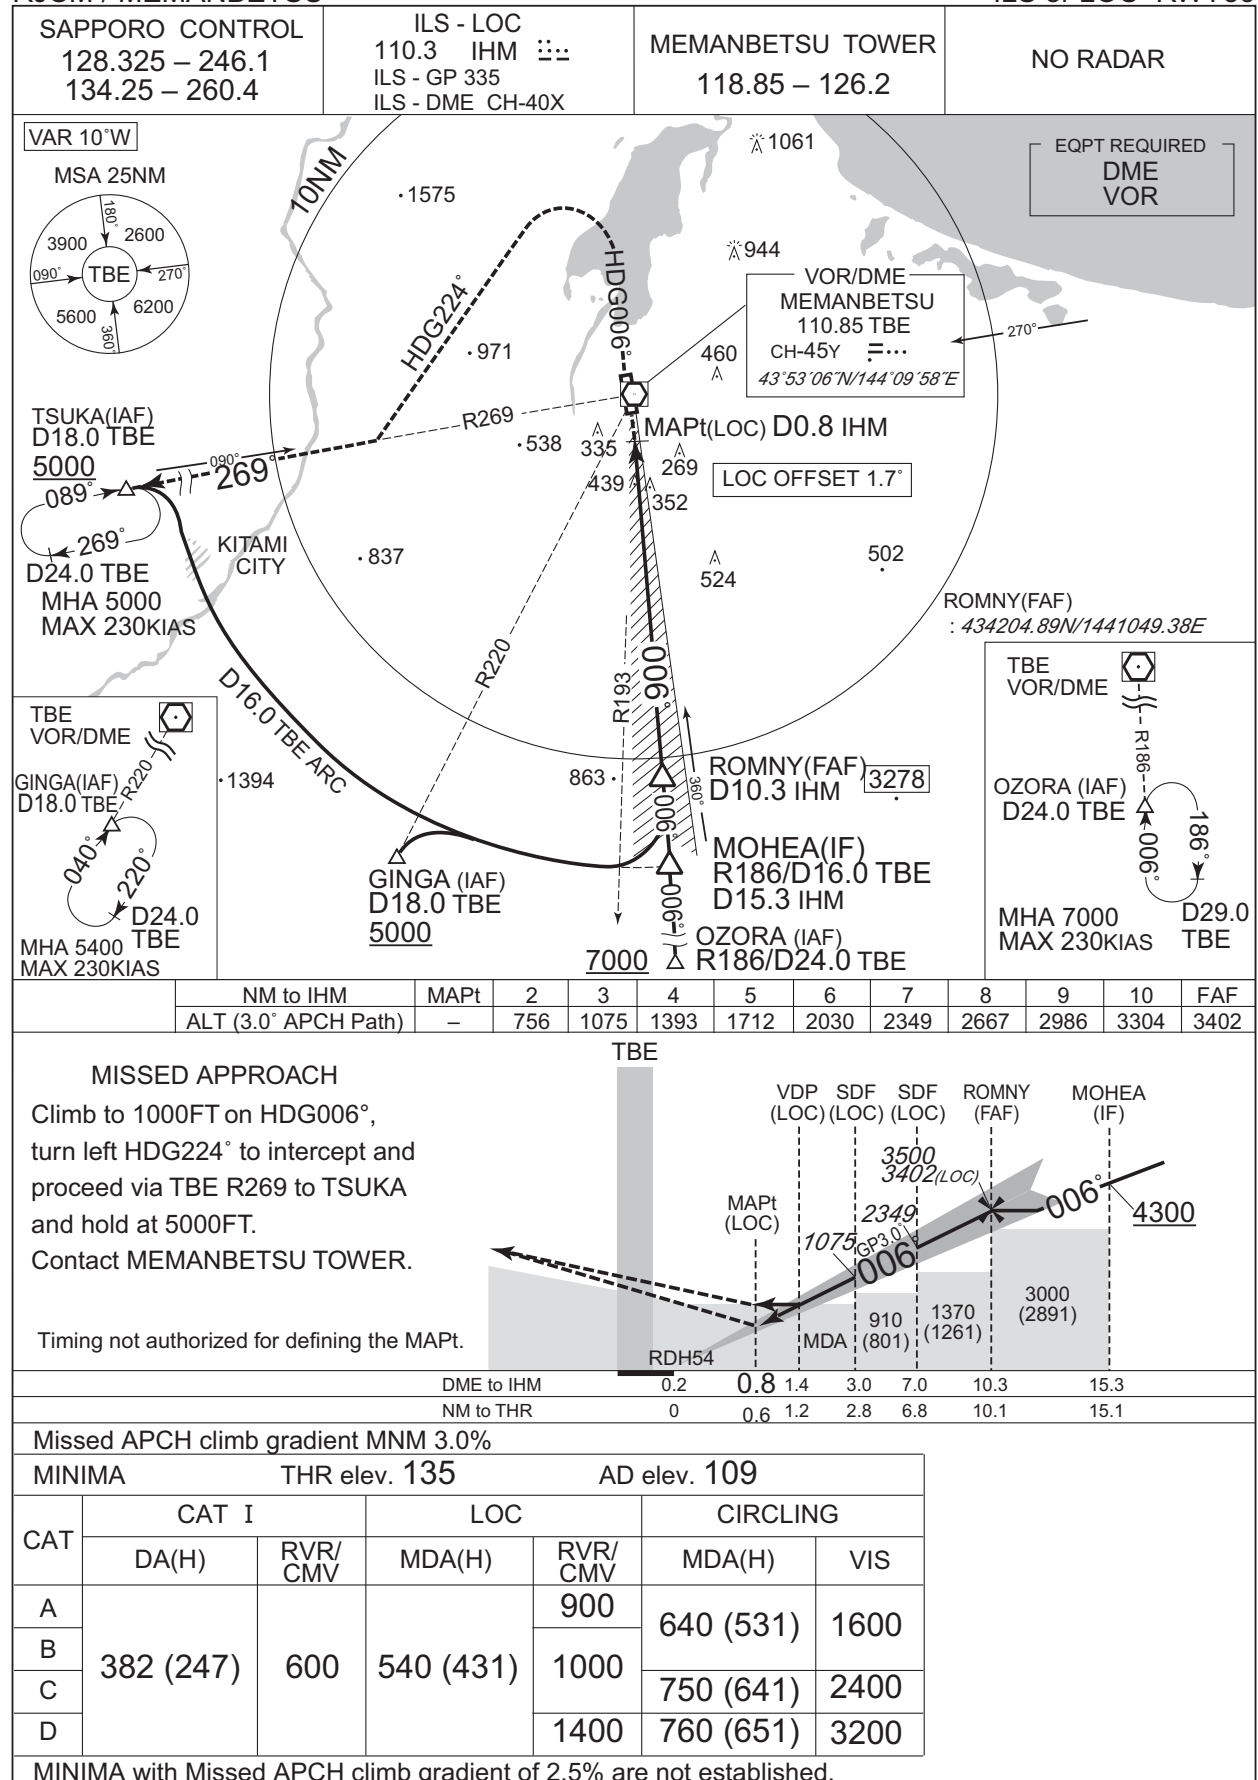 SAPPORO CONTROL
128.325 – 246.1
134.25 – 260.4
ILS - LOC
110.3 IHM
ILS - GP 335
ILS - DME CH-40X
MEMANBETSU TOWER
118.85 – 126.2
NO RADAR
VAR 10°W
MSA 25NM
180°
3900
2600
090°
TBE
270°
5600
6200
360°
10NM
1575
1061
944
EQPT REQUIRED
DME
VOR
VOR/DME
MEMANBETSU
110.85 TBE
CH-45Y
43°53´06˝N/144°09´58˝E
270°
HDG006°
HDG224°
971
460
R269
538
335
MAPt(LOC) D0.8 IHM
269
439
352
LOC OFFSET 1.7°
TSUKA(IAF)
D18.0 TBE
5000
089°
090°
269°
269°
D24.0 TBE
MHA 5000
MAX 230KIAS
KITAMI
CITY
837
524
502
ROMNY(FAF)
: 434204.89N/1441049.38E
R220
R193
006°
D16.0 TBE ARC
TBE
VOR/DME
R220
GINGA(IAF)
D18.0 TBE
040°
220°
D24.0
TBE
MHA 5400
MAX 230KIAS
1394
863
ROMNY(FAF)
D10.3 IHM
3278
006°
360°
MOHEA(IF)
R186/D16.0 TBE
D15.3 IHM
GINGA (IAF)
D18.0 TBE
5000
006°
OZORA (IAF)
7000
R186/D24.0 TBE
TBE
VOR/DME
R186
OZORA (IAF)
D24.0 TBE
006°
186°
MHA 7000
MAX 230KIAS
D29.0
TBE
NM to IHM MAPt 2 3 4 5 6 7 8 9 10 FAF
ALT (3.0° APCH Path) – 756 1075 1393 1712 2030 2349 2667 2986 3304 3402
MISSED APPROACH
Climb to 1000FT on HDG006°,
turn left HDG224° to intercept and
proceed via TBE R269 to TSUKA
and hold at 5000FT.
Contact MEMANBETSU TOWER.
Timing not authorized for defining the MAPt.
TBE
VDP
(LOC)
SDF
(LOC)
SDF
(LOC)
ROMNY
(FAF)
MOHEA
(IF)
3500
3402(LOC)
MAPt
(LOC)
2349
1075
GP3.0°
006°
006°
4300
MDA
910
(801)
1370
(1261)
3000
(2891)
RDH54
DME to IHM 0.2 0.8 1.4 3.0 7.0 10.3 15.3
NM to THR 0 0.6 1.2 2.8 6.8 10.1 15.1
Missed APCH climb gradient MNM 3.0%
MINIMA THR elev. 135 AD elev. 109
CAT CAT I LOC CIRCLING
DA(H) RVR/CMV MDA(H) RVR/CMV MDA(H) VIS
A 900
640 (531) 1600
B
382 (247) 600 540 (431) 1000
C 750 (641) 2400
D 1400 760 (651) 3200
MINIMA with Missed APCH climb gradient of 2.5% are not established.